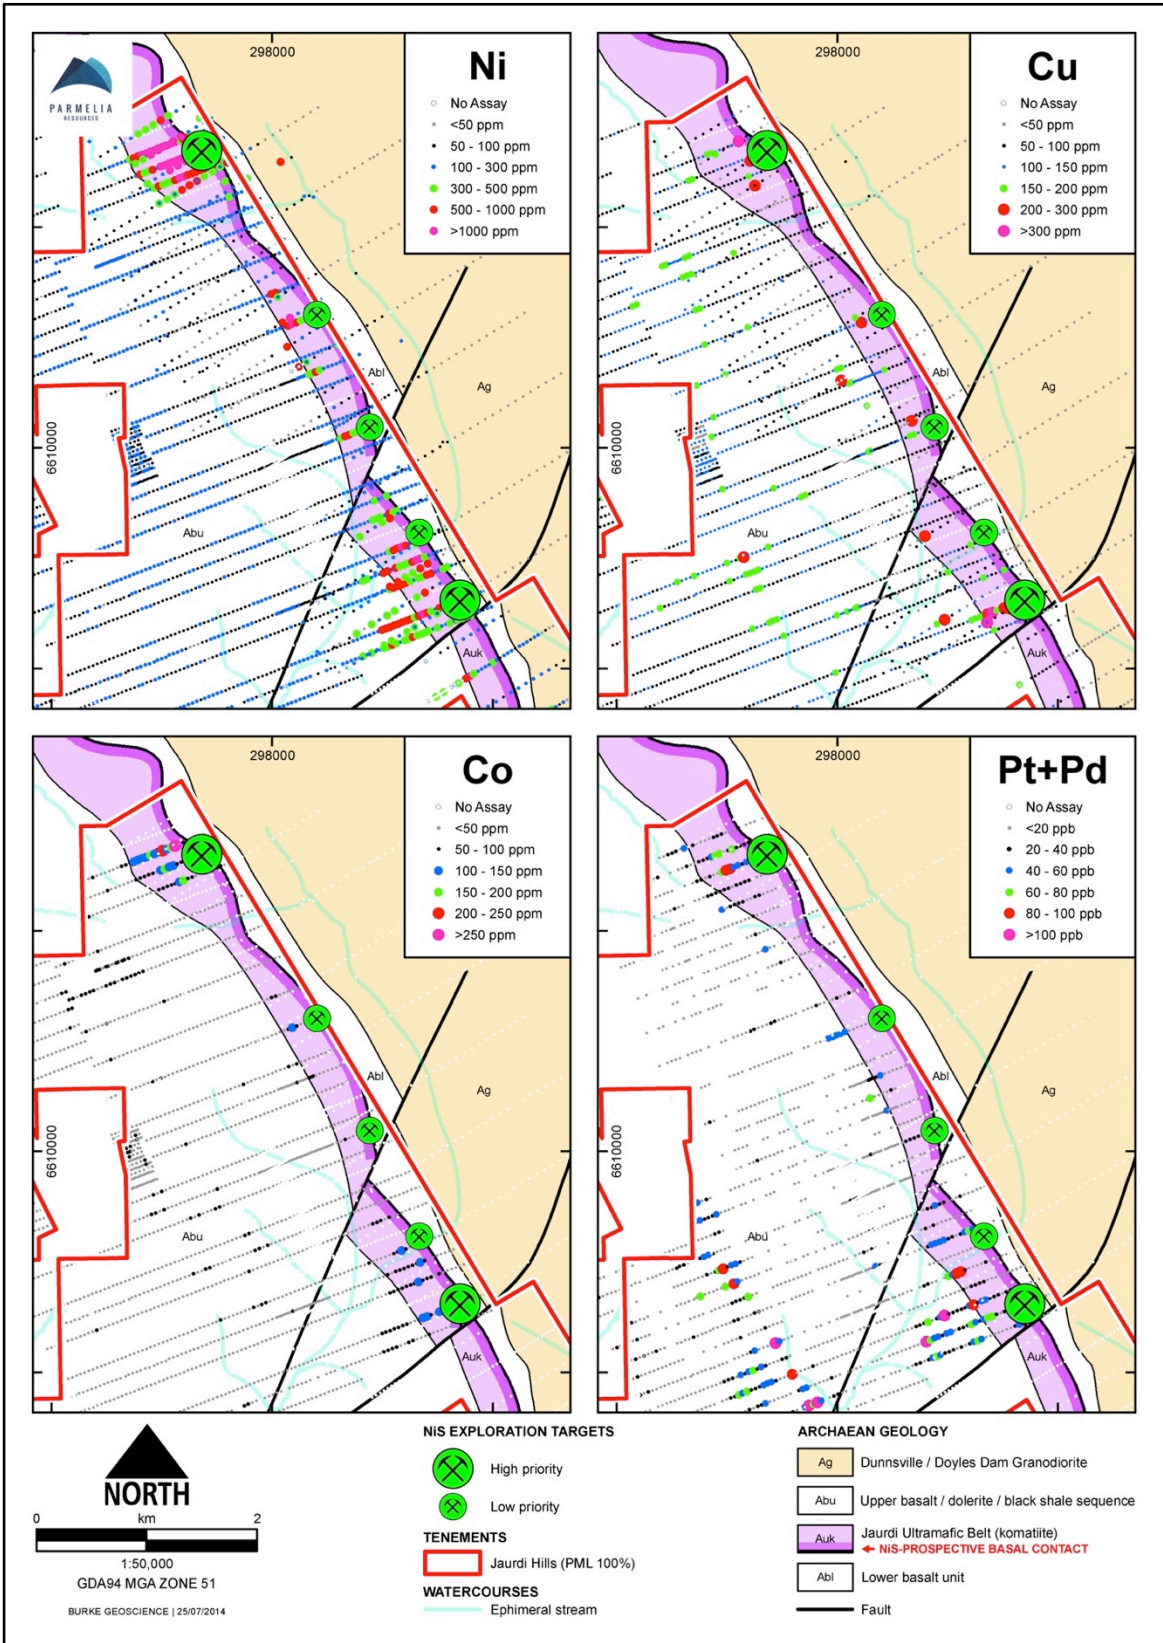 PARMELIA
RESOURCES
298000
Ni
No Assay
<50 ppm
50 - 100 ppm
100 - 300 ppm
300 - 500 ppm
500 - 1000 ppm
>1000 ppm
Abl
Ag
6610000
Abu
Auk
298000
Cu
No Assay
<50 ppm
50 - 100 ppm
100 - 150 ppm
150 - 200 ppm
200 - 300 ppm
>300 ppm
Abl
Ag
6610000
Abu
Auk
298000
Co
No Assay
<50 ppm
50 - 100 ppm
100 - 150 ppm
150 - 200 ppm
200 - 250 ppm
>250 ppm
Abl
Ag
6610000
Abu
Auk
298000
Pt+Pd
No Assay
<20 ppb
20 - 40 ppb
40 - 60 ppb
60 - 80 ppb
80 - 100 ppb
>100 ppb
Abl
Ag
6610000
Abu
Auk
NORTH
0 km 2
1:50,000
GDA94 MGA ZONE 51
BURKE GEOSCIENCE | 25/07/2014
NiS EXPLORATION TARGETS
High priority
Low priority
TENEMENTS
Jaurdi Hills (PML 100%)
WATERCOURSES
Ephimeral stream
ARCHAEAN GEOLOGY
Ag Dunnsville / Doyles Dam Granodiorite
Abu Upper basalt / dolerite / black shale sequence
Auk Jaurdi Ultramafic Belt (komatiite)
← NiS-PROSPECTIVE BASAL CONTACT
Abl Lower basalt unit
Fault